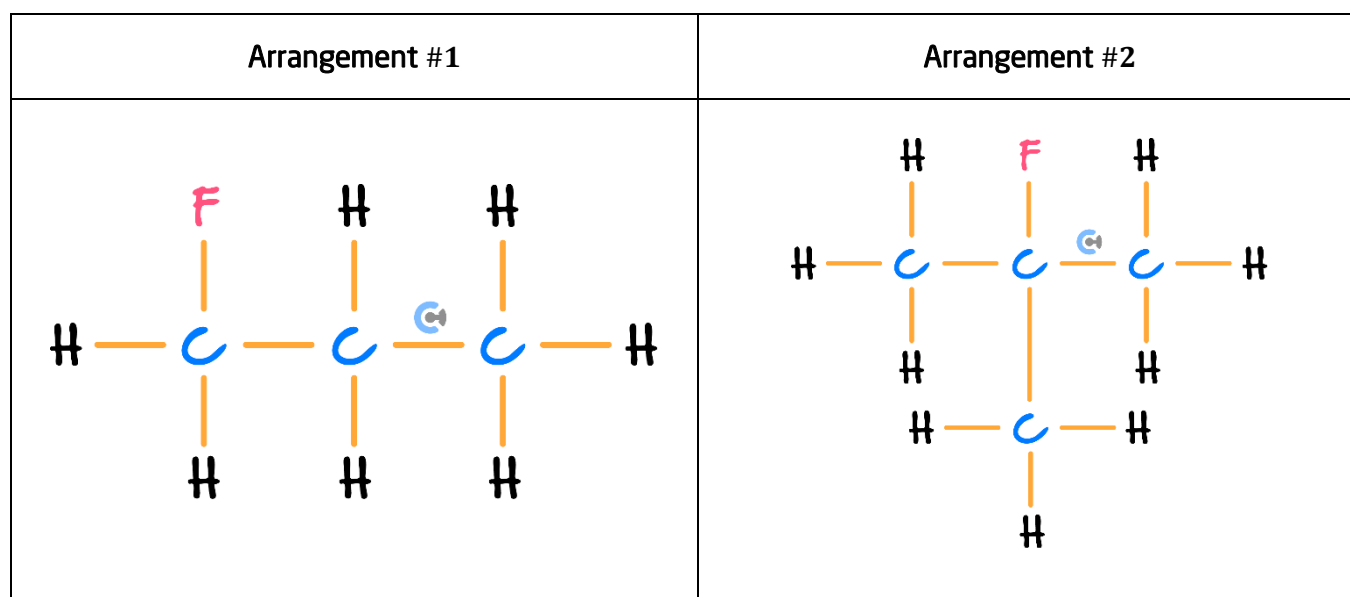 Arrangement #1
Arrangement #2
F H H
H C C C H
H H H
H F H
H C C C H
H H
H C H
H